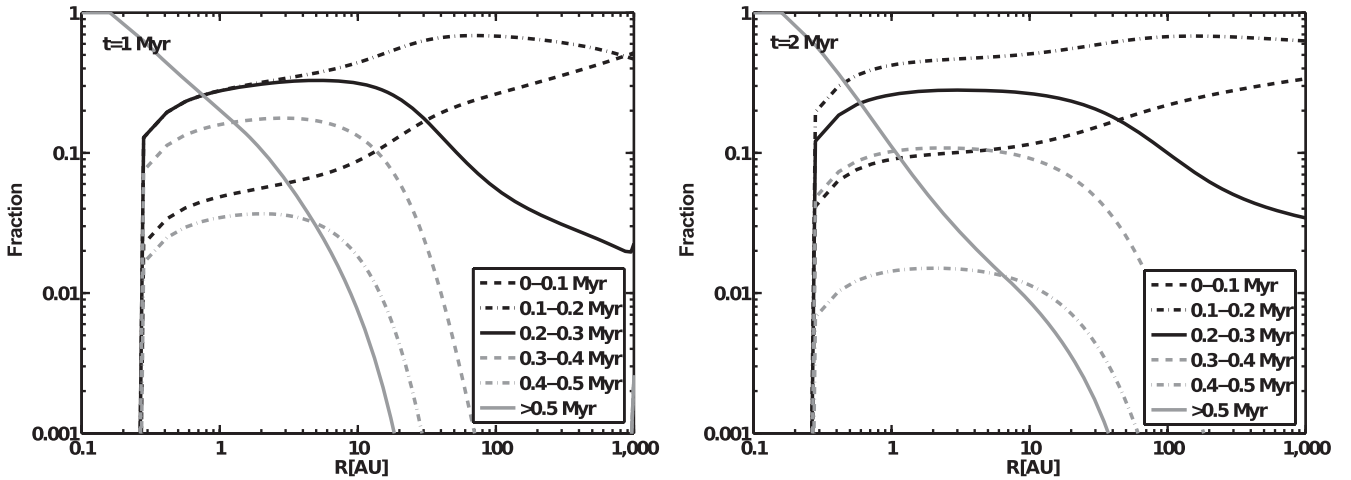 1
t=1 Myr
0.1
Fraction
0.01
0.001
0–0.1 Myr
0.1–0.2 Myr
0.2–0.3 Myr
0.3–0.4 Myr
0.4–0.5 Myr
>0.5 Myr
0.1
1
10
100
1,000
R[AU]
1
t=2 Myr
0.1
Fraction
0.01
0.001
0–0.1 Myr
0.1–0.2 Myr
0.2–0.3 Myr
0.3–0.4 Myr
0.4–0.5 Myr
>0.5 Myr
0.1
1
10
100
1,000
R[AU]